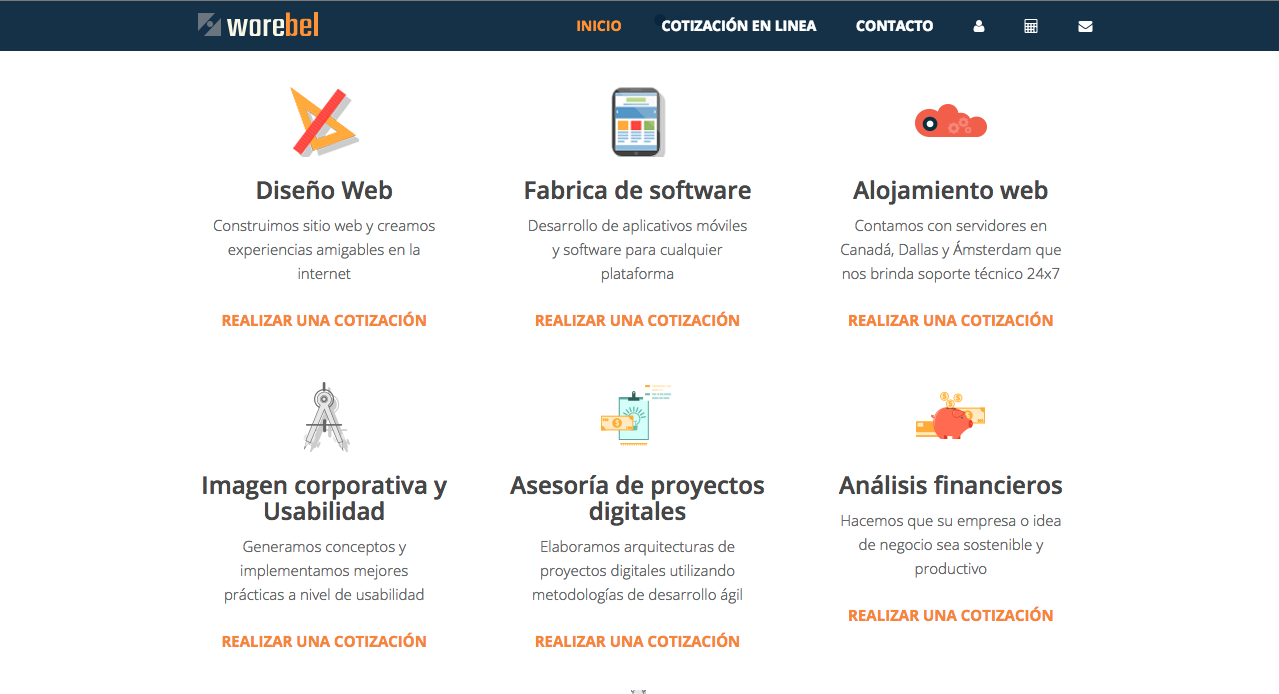 worebel
INICIO
COTIZACIÓN EN LINEA
CONTACTO
Diseño Web
Construimos sitio web y creamos
experiencias amigables en la
internet
REALIZAR UNA COTIZACIÓN
Fabrica de software
Desarrollo de aplicativos móviles
y software para cualquier
plataforma
REALIZAR UNA COTIZACIÓN
Alojamiento web
Contamos con servidores en
Canadá, Dallas y Ámsterdam que
nos brinda soporte técnico 24x7
REALIZAR UNA COTIZACIÓN
Imagen corporativa y
Usabilidad
Generamos conceptos y
implementamos mejores
prácticas a nivel de usabilidad
REALIZAR UNA COTIZACIÓN
Asesoría de proyectos
digitales
Elaboramos arquitecturas de
proyectos digitales utilizando
metodologías de desarrollo ágil
REALIZAR UNA COTIZACIÓN
Análisis financieros
Hacemos que su empresa o idea
de negocio sea sostenible y
productivo
REALIZAR UNA COTIZACIÓN